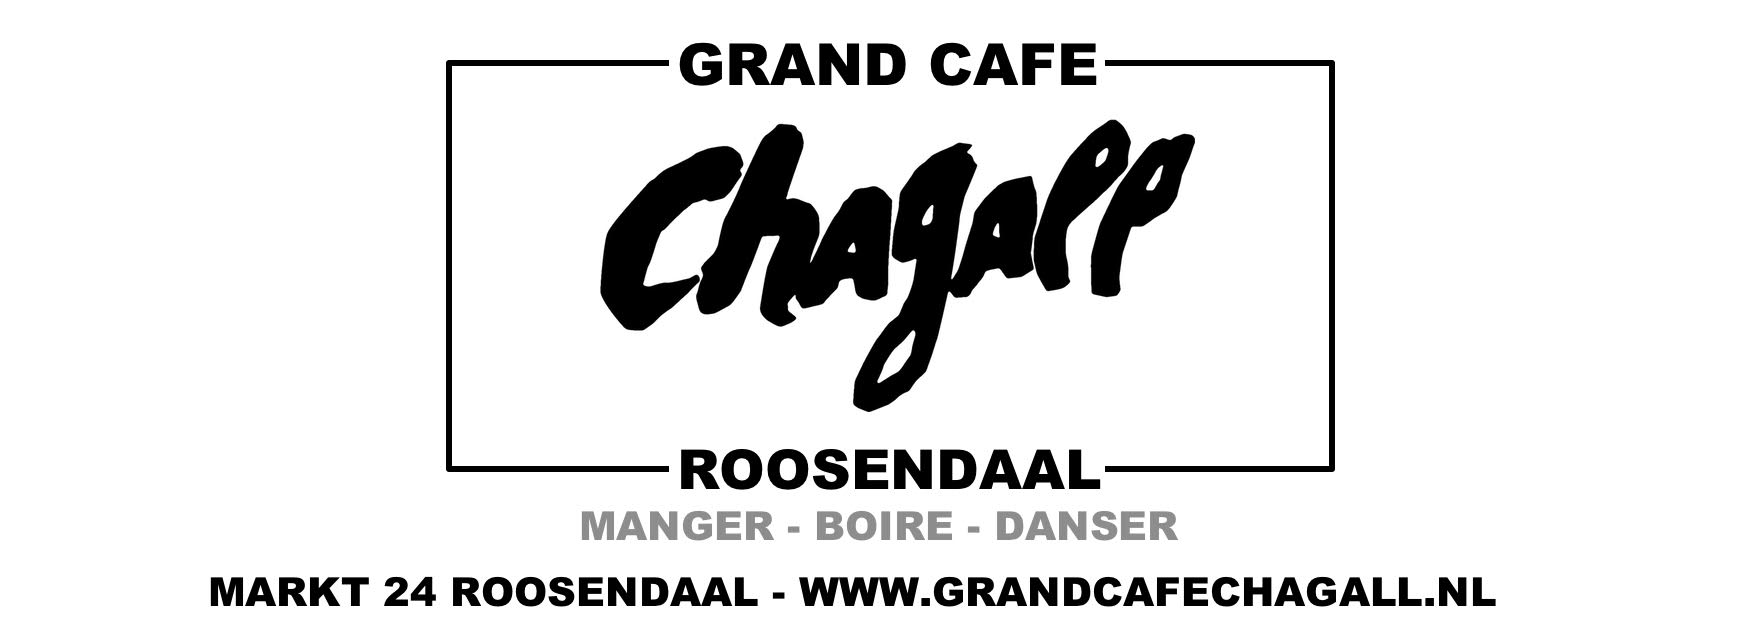 GRAND CAFE
Chagall
ROOSENDAAL
MANGER - BOIRE - DANSER
MARKT 24 ROOSENDAAL - WWW.GRANDCAFECHAGALL.NL